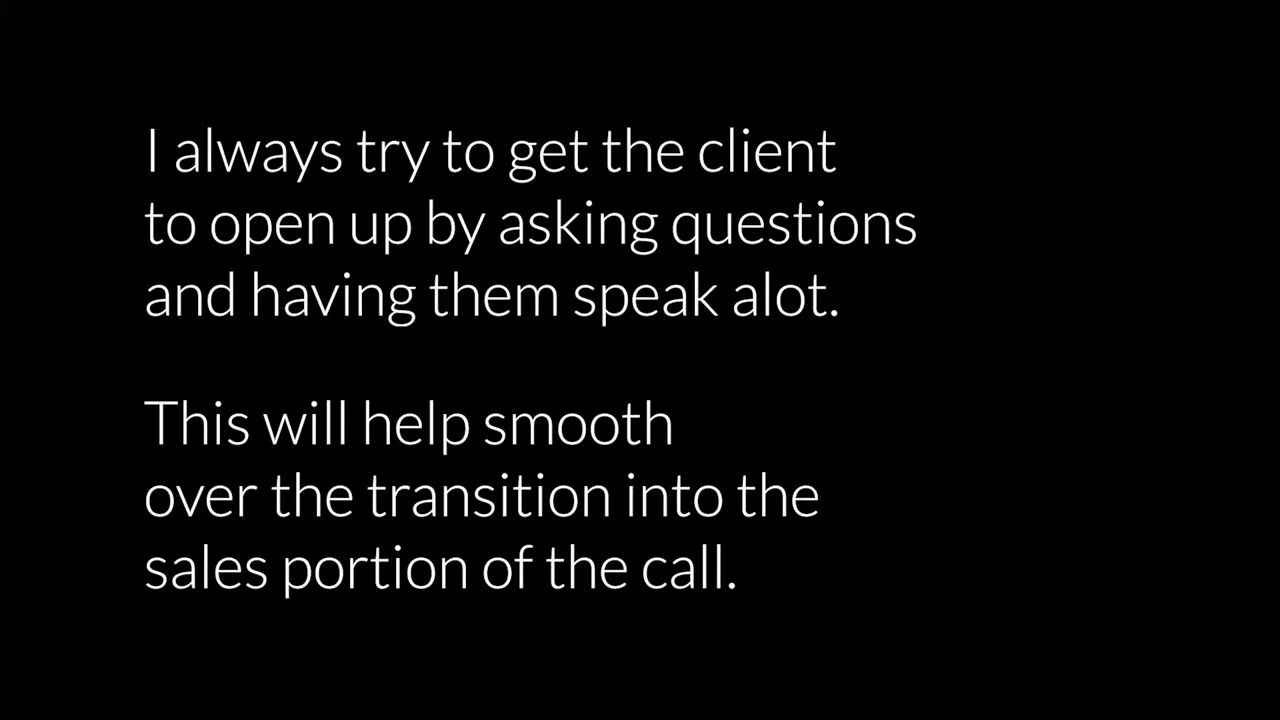 I always try to get the client
to open up by asking questions
and having them speak alot.
This will help smooth
over the transition into the
sales portion of the call.